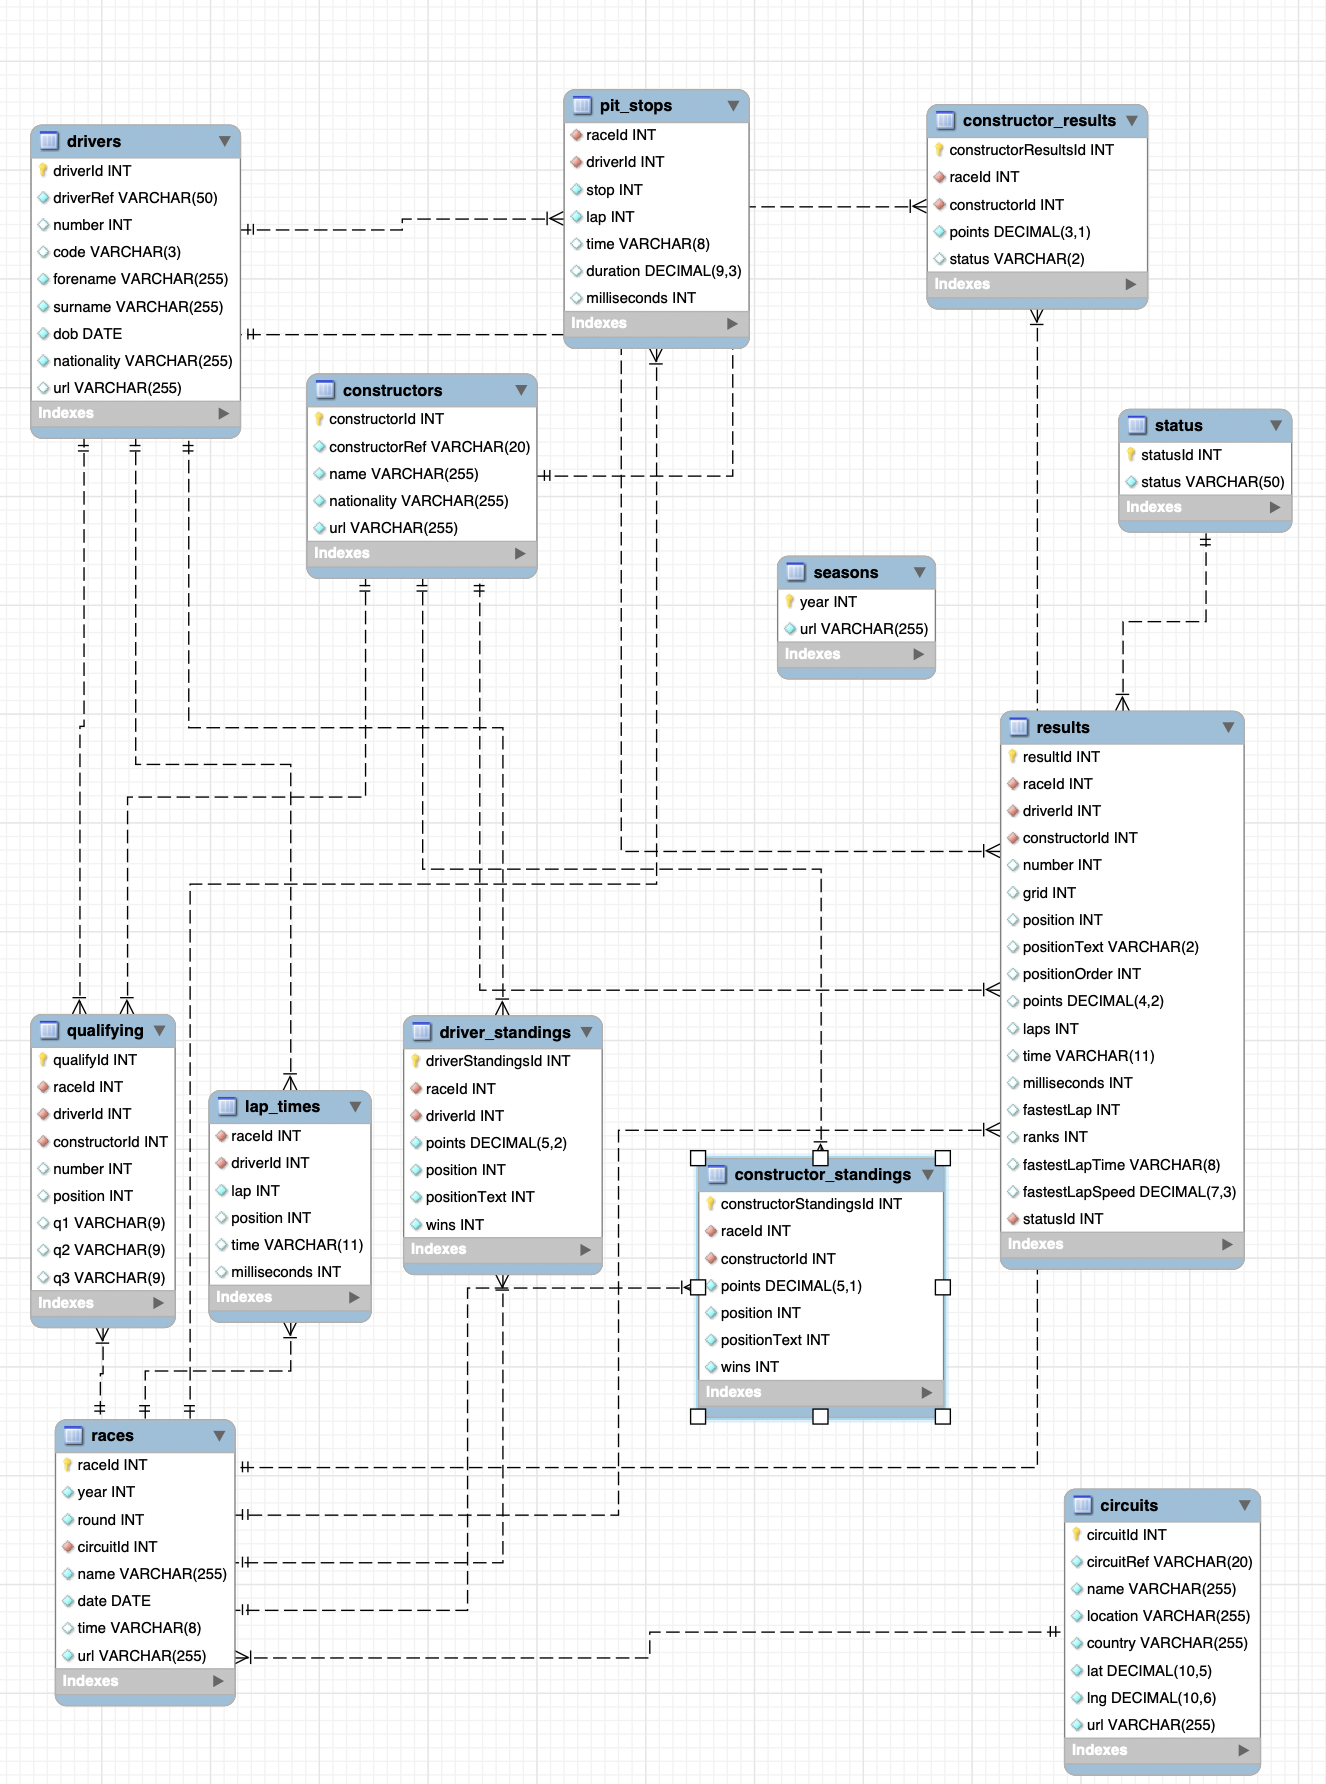 drivers
driverId INT
driverRef VARCHAR(50)
number INT
code VARCHAR(3)
forename VARCHAR(255)
surname VARCHAR(255)
dob DATE
nationality VARCHAR(255)
url VARCHAR(255)
Indexes
pit_stops
raceId INT
driverId INT
stop INT
lap INT
time VARCHAR(8)
duration DECIMAL(9,3)
milliseconds INT
Indexes
constructor_results
constructorResultsId INT
raceId INT
constructorId INT
points DECIMAL(3,1)
status VARCHAR(2)
Indexes
constructors
constructorId INT
constructorRef VARCHAR(20)
name VARCHAR(255)
nationality VARCHAR(255)
url VARCHAR(255)
Indexes
status
statusId INT
status VARCHAR(50)
Indexes
seasons
year INT
url VARCHAR(255)
Indexes
results
resultId INT
raceId INT
driverId INT
constructorId INT
number INT
grid INT
position INT
positionText VARCHAR(2)
positionOrder INT
points DECIMAL(4,2)
laps INT
time VARCHAR(11)
milliseconds INT
fastestLap INT
ranks INT
fastestLapTime VARCHAR(8)
fastestLapSpeed DECIMAL(7,3)
statusId INT
Indexes
qualifying
qualifyId INT
raceId INT
driverId INT
constructorId INT
number INT
position INT
q1 VARCHAR(9)
q2 VARCHAR(9)
q3 VARCHAR(9)
Indexes
lap_times
raceId INT
driverId INT
lap INT
position INT
time VARCHAR(11)
milliseconds INT
Indexes
driver_standings
driverStandingsId INT
raceId INT
driverId INT
points DECIMAL(5,2)
position INT
positionText INT
wins INT
Indexes
constructor_standings
constructorStandingsId INT
raceId INT
constructorId INT
points DECIMAL(5,1)
position INT
positionText INT
wins INT
Indexes
races
raceId INT
year INT
round INT
circuitId INT
name VARCHAR(255)
date DATE
time VARCHAR(8)
url VARCHAR(255)
Indexes
circuits
circuitId INT
circuitRef VARCHAR(20)
name VARCHAR(255)
location VARCHAR(255)
country VARCHAR(255)
lat DECIMAL(10,5)
lng DECIMAL(10,6)
url VARCHAR(255)
Indexes